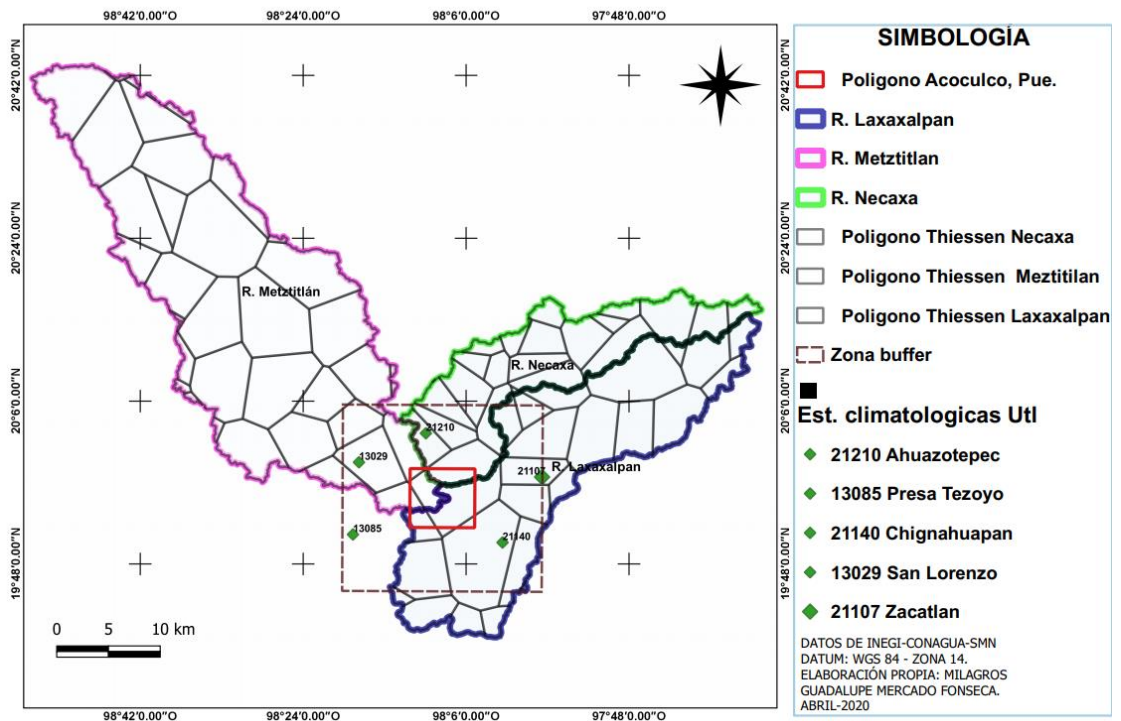 98°42'0.00"O 98°24'0.00"O 98°60'0.00"O 97°48'0.00"O
20°42'0.00"N
20°24'0.00"N
20°6'0.00"N
19°48'0.00"N
R. Metztitlán
R. Necaxa
21210
13029
21107
R. Laxaxalpan
13085
21140
0 5 10 km
20°42'0.00"N
20°24'0.00"N
20°6'0.00"N
19°48'0.00"N
98°42'0.00"O 98°24'0.00"O 98°60'0.00"O 97°48'0.00"O
SIMBOLOGÍA
Poligono Acoculco, Pue.
R. Laxaxalpan
R. Metztitlan
R. Necaxa
Poligono Thiessen Necaxa
Poligono Thiessen Meztitilan
Poligono Thiessen Laxaxalpan
Zona buffer
Est. climatologicas Utl
21210 Ahuazotepec
13085 Presa Tezoyo
21140 Chignahuapan
13029 San Lorenzo
21107 Zacatlan
DATOS DE INEGI-CONAGUA-SMN
DATUM: WGS 84 - ZONA 14.
ELABORACIÓN PROPIA: MILAGROS
GUADALUPE MERCADO FONSECA.
ABRIL-2020